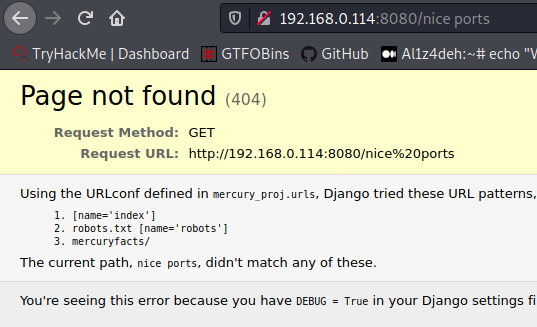 192.168.0.114:8080/nice ports
TryHackMe | Dashboard GTFOBins GitHub Al1z4deh:~# echo "V
Page not found (404)
Request Method: GET
Request URL: http://192.168.0.114:8080/nice%20ports
Using the URLconf defined in mercury_proj.urls, Django tried these URL patterns,
1. [name='index']
2. robots.txt [name='robots']
3. mercuryfacts/
The current path, nice ports, didn't match any of these.
You're seeing this error because you have DEBUG = True in your Django settings fi